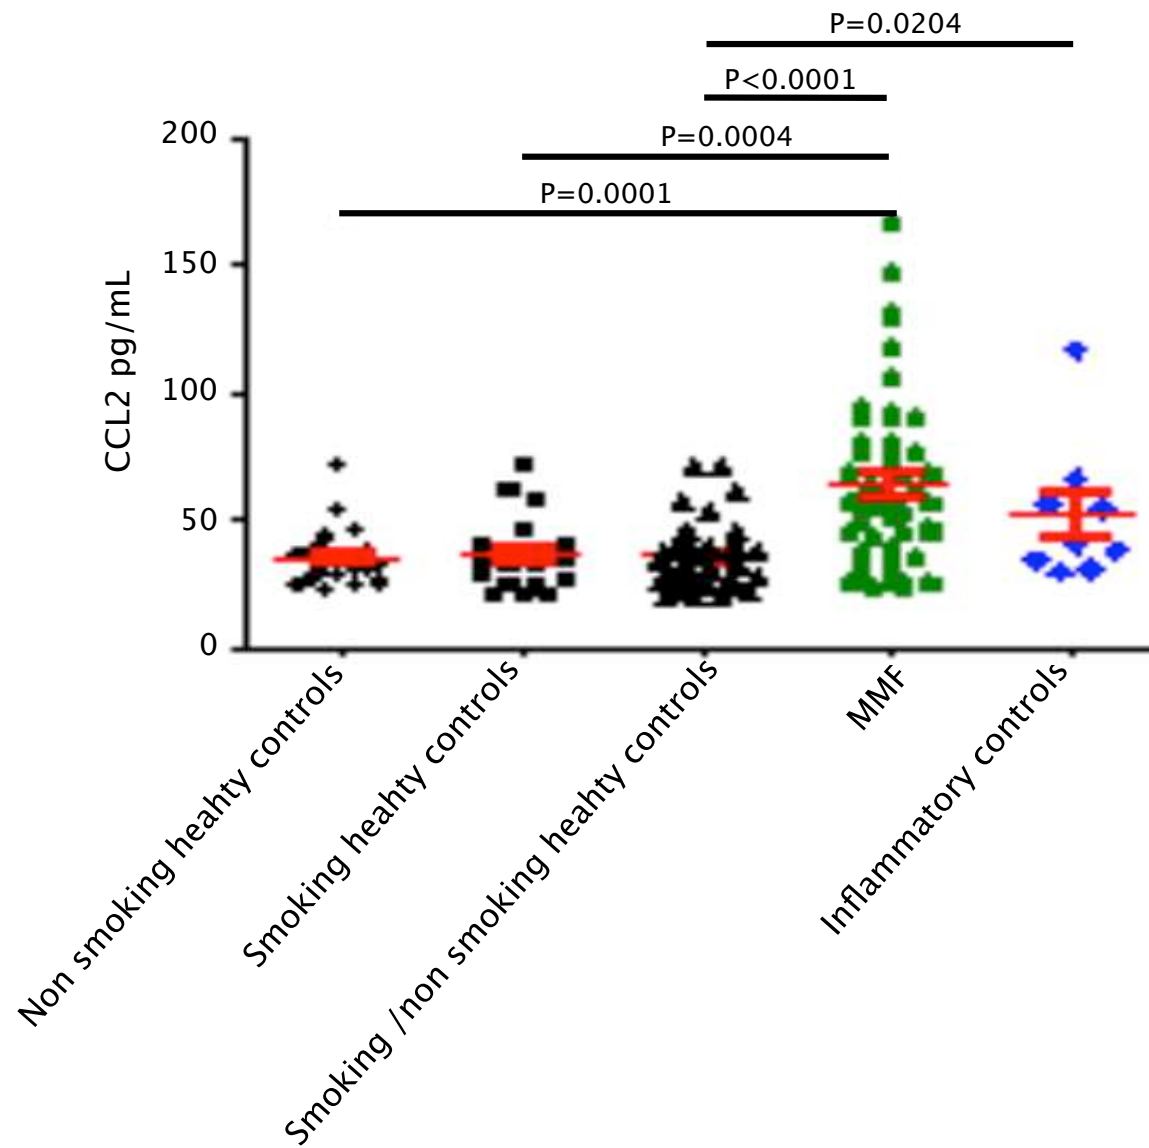 P=0.0204
P<0.0001
P=0.0004
P=0.0001
200
150
100
50
0
CCL2 pg/mL
Non smoking heahty controls
Smoking heahty controls
Smoking /non smoking heahty controls
MMF
Inflammatory controls